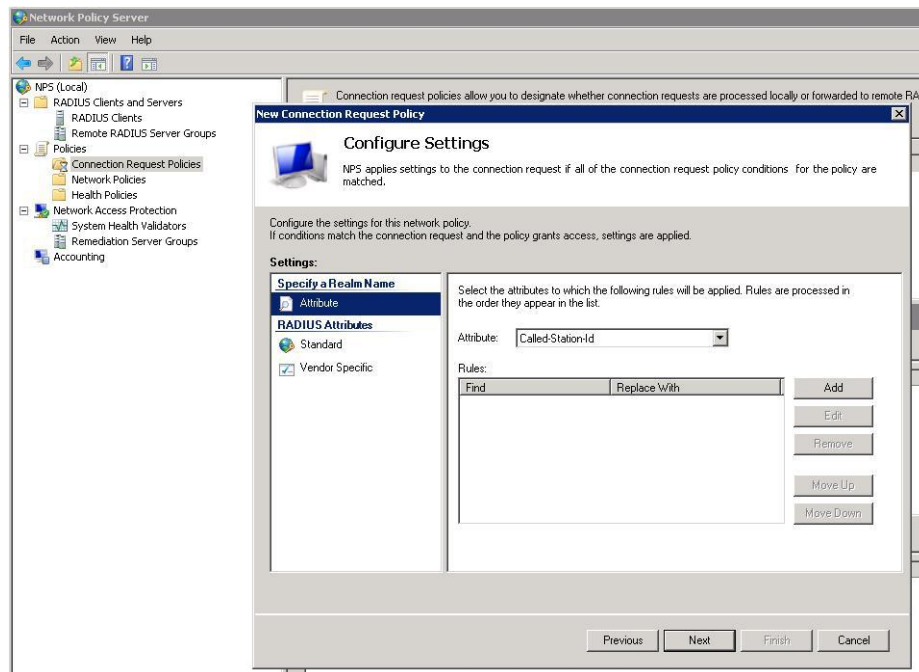 Network Policy Server
File Action View Help
NPS (Local)
RADIUS Clients and Servers
RADIUS Clients
Remote RADIUS Server Groups
Policies
Connection Request Policies
Network Policies
Health Policies
Network Access Protection
System Health Validators
Remediation Server Groups
Accounting
Connection request policies allow you to designate whether connection requests are processed locally or forwarded to remote RA
New Connection Request Policy
Configure Settings
NPS applies settings to the connection request if all of the connection request policy conditions for the policy are
matched.
Configure the settings for this network policy.
If conditions match the connection request and the policy grants access, settings are applied.
Settings:
Specify a Realm Name
Attribute
RADIUS Attributes
Standard
Vendor Specific
Select the attributes to which the following rules will be applied. Rules are processed in
the order they appear in the list.
Attribute: Called-Station-Id
Rules:
Find Replace With
Add
Edit
Remove
Move Up
Move Down
Previous Next Finish Cancel